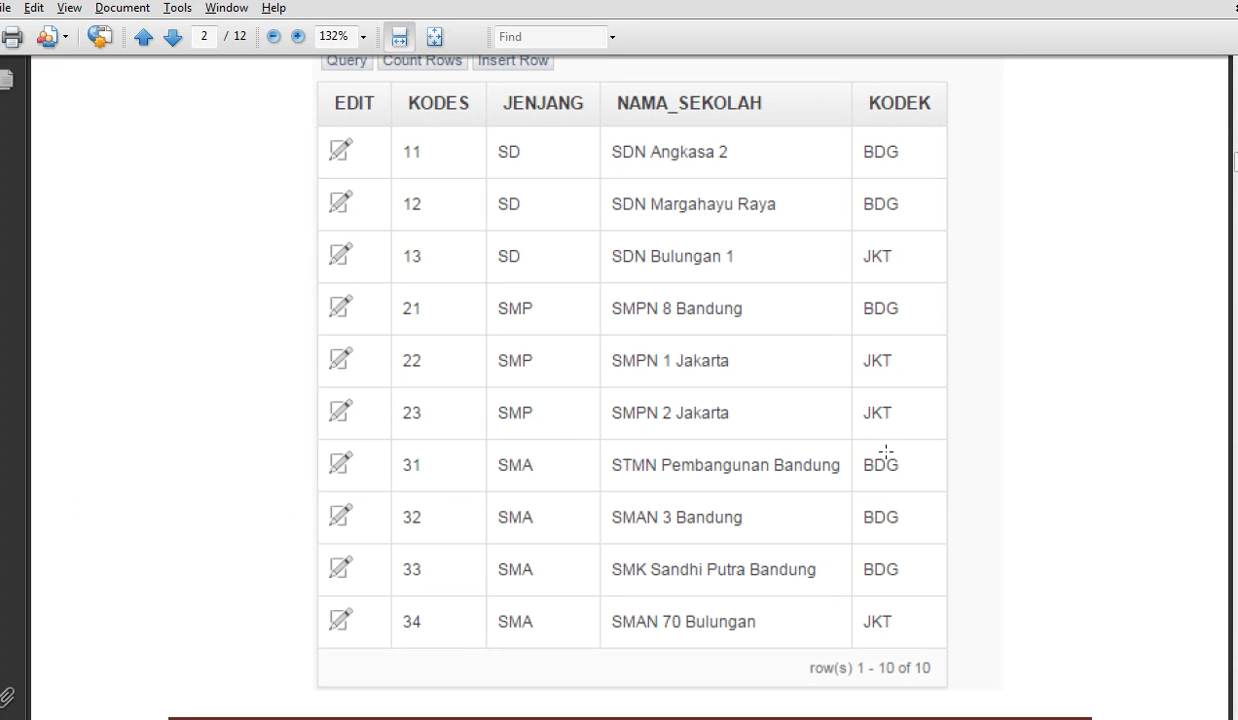 ile Edit View Document Tools Window Help
2 / 12 132% Find
Query Count Rows Insert Row
EDIT KODES JENJANG NAMA_SEKOLAH KODEK
11 SD SDN Angkasa 2 BDG
12 SD SDN Margahayu Raya BDG
13 SD SDN Bulungan 1 JKT
21 SMP SMPN 8 Bandung BDG
22 SMP SMPN 1 Jakarta JKT
23 SMP SMPN 2 Jakarta JKT
31 SMA STMN Pembangunan Bandung BDG
32 SMA SMAN 3 Bandung BDG
33 SMA SMK Sandhi Putra Bandung BDG
34 SMA SMAN 70 Bulungan JKT
row(s) 1 - 10 of 10